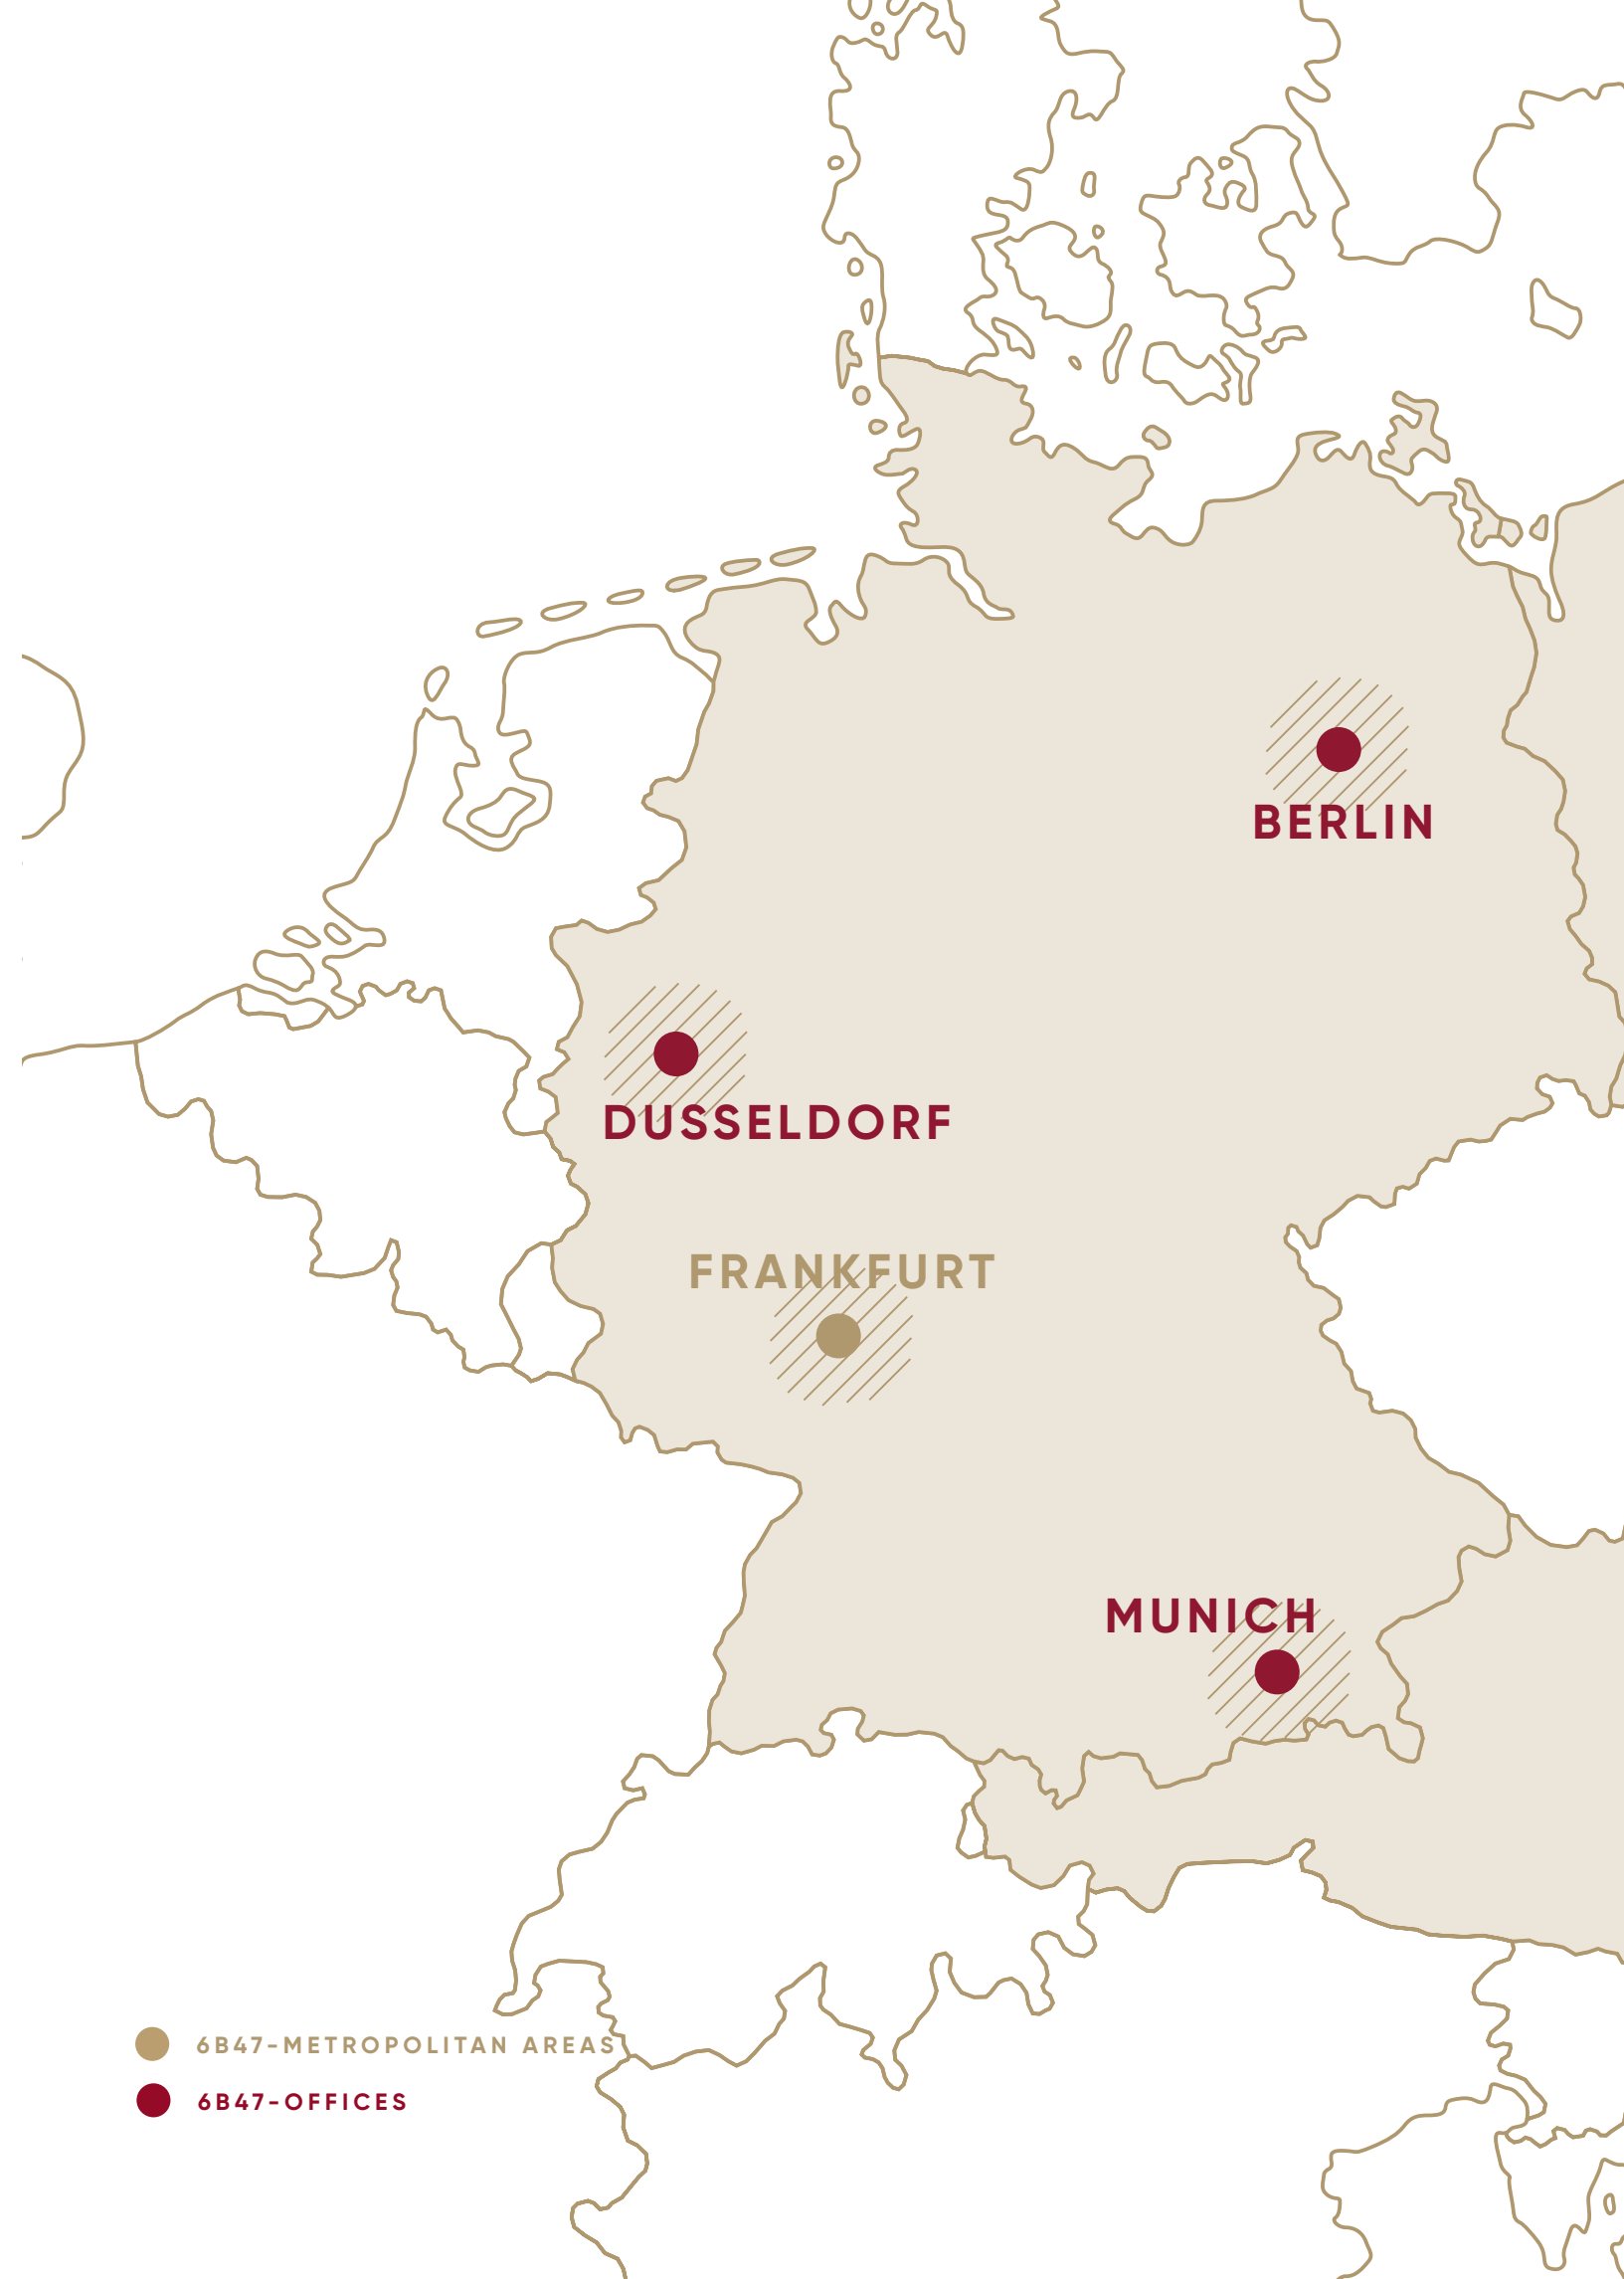 BERLIN
DUSSELDORF
FRANKFURT
MUNICH
6B47-METROPOLITAN AREAS
6B47-OFFICES